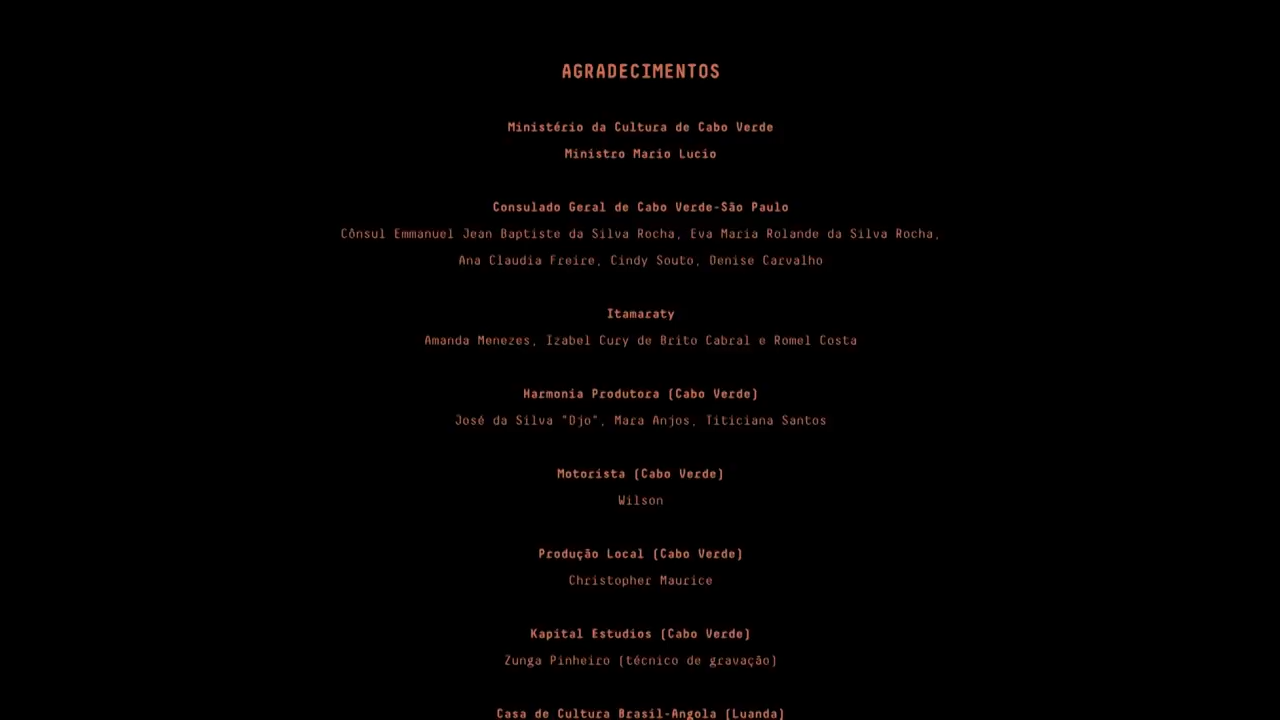 AGRADECIMENTOS
Ministério da Cultura de Cabo Verde
Ministro Mario Lucio
Consulado Geral de Cabo Verde-São Paulo
Cônsul Emmanuel Jean Baptiste da Silva Rocha, Eva Maria Rolande da Silva Rocha,
Ana Claudia Freire, Cindy Souto, Denise Carvalho
Itamaraty
Amanda Menezes, Izabel Cury de Brito Cabral e Romel Costa
Harmonia Produtora (Cabo Verde)
José da Silva "Djo", Mara Anjos, Titiciana Santos
Motorista (Cabo Verde)
Wilson
Produção Local (Cabo Verde)
Christopher Maurice
Kapital Estudios (Cabo Verde)
Zunga Pinheiro (técnico de gravação)
Casa de Cultura Brasil-Angola (Luanda)